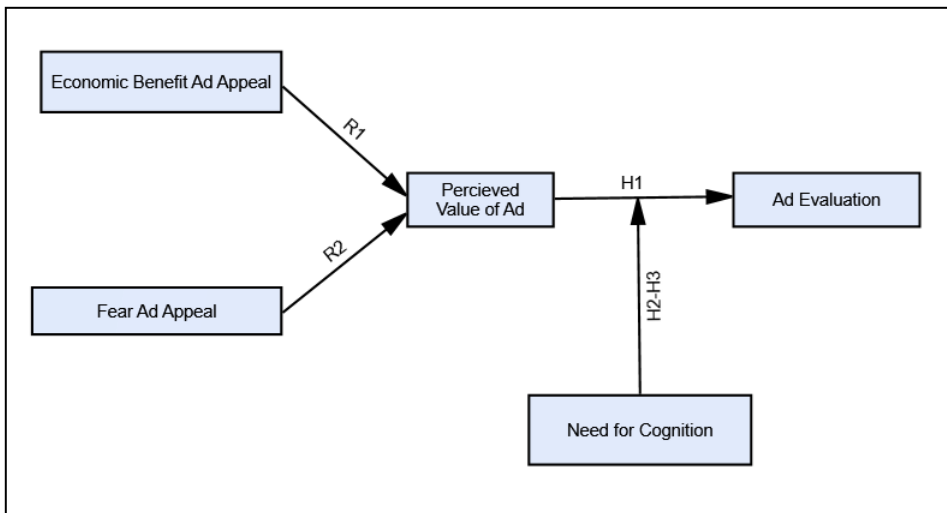 Economic Benefit Ad Appeal
R1
Percieved
Value of Ad
H1
Ad Evaluation
R2
Fear Ad Appeal
H2-H3
Need for Cognition